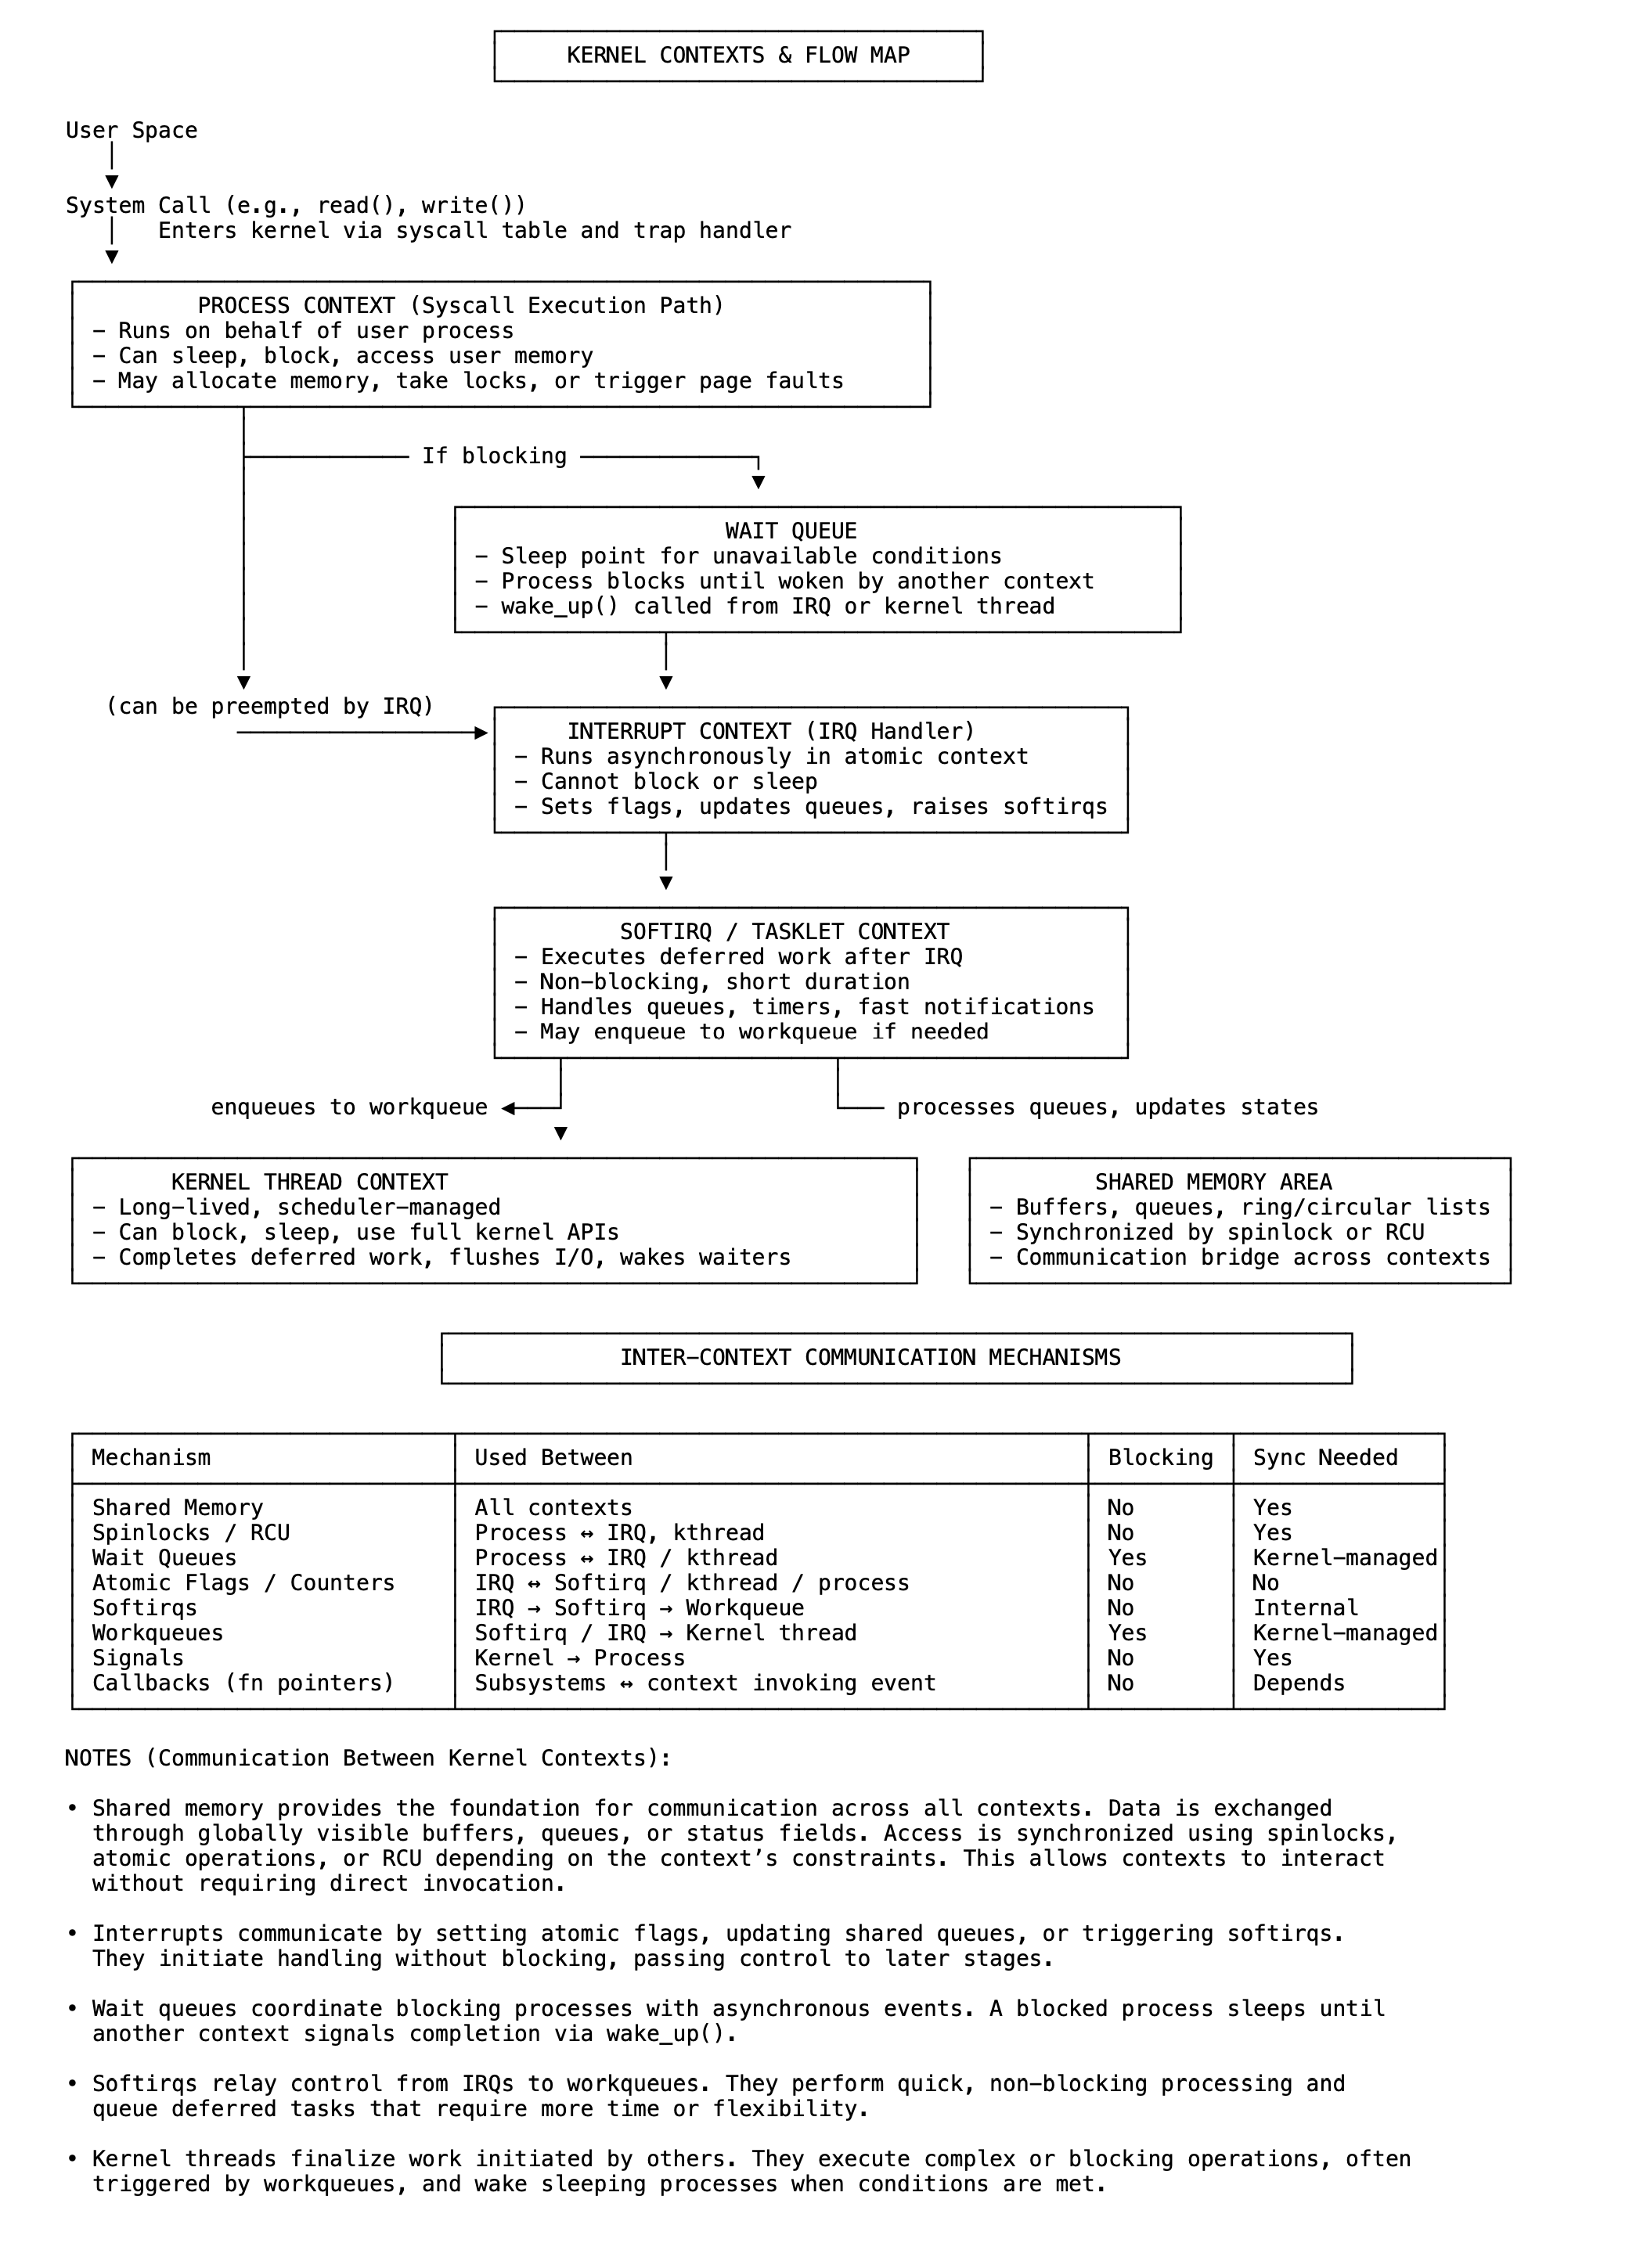 KERNEL CONTEXTS & FLOW MAP
User Space
System Call (e.g., read(), write())
Enters kernel via syscall table and trap handler
PROCESS CONTEXT (Syscall Execution Path)
– Runs on behalf of user process
– Can sleep, block, access user memory
– May allocate memory, take locks, or trigger page faults
If blocking
WAIT QUEUE
– Sleep point for unavailable conditions
– Process blocks until woken by another context
– wake_up() called from IRQ or kernel thread
(can be preempted by IRQ)
INTERRUPT CONTEXT (IRQ Handler)
– Runs asynchronously in atomic context
– Cannot block or sleep
– Sets flags, updates queues, raises softirqs
SOFTIRQ / TASKLET CONTEXT
– Executes deferred work after IRQ
– Non–blocking, short duration
– Handles queues, timers, fast notifications
– May enqueue to workqueue if needed
enqueues to workqueue
processes queues, updates states
KERNEL THREAD CONTEXT
– Long–lived, scheduler–managed
– Can block, sleep, use full kernel APIs
– Completes deferred work, flushes I/O, wakes waiters
SHARED MEMORY AREA
– Buffers, queues, ring/circular lists
– Synchronized by spinlock or RCU
– Communication bridge across contexts
INTER–CONTEXT COMMUNICATION MECHANISMS
Mechanism Used Between Blocking Sync Needed
Shared Memory All contexts No Yes
Spinlocks / RCU Process ↔ IRQ, kthread No Yes
Wait Queues Process ↔ IRQ / kthread Yes Kernel–managed
Atomic Flags / Counters IRQ ↔ Softirq / kthread / process No No
Softirqs IRQ → Softirq → Workqueue No Internal
Workqueues Softirq / IRQ → Kernel thread Yes Kernel–managed
Signals Kernel → Process No Yes
Callbacks (fn pointers) Subsystems ↔ context invoking event No Depends
NOTES (Communication Between Kernel Contexts):
• Shared memory provides the foundation for communication across all contexts. Data is exchanged
through globally visible buffers, queues, or status fields. Access is synchronized using spinlocks,
atomic operations, or RCU depending on the context’s constraints. This allows contexts to interact
without requiring direct invocation.
• Interrupts communicate by setting atomic flags, updating shared queues, or triggering softirqs.
They initiate handling without blocking, passing control to later stages.
• Wait queues coordinate blocking processes with asynchronous events. A blocked process sleeps until
another context signals completion via wake_up().
• Softirqs relay control from IRQs to workqueues. They perform quick, non–blocking processing and
queue deferred tasks that require more time or flexibility.
• Kernel threads finalize work initiated by others. They execute complex or blocking operations, often
triggered by workqueues, and wake sleeping processes when conditions are met.